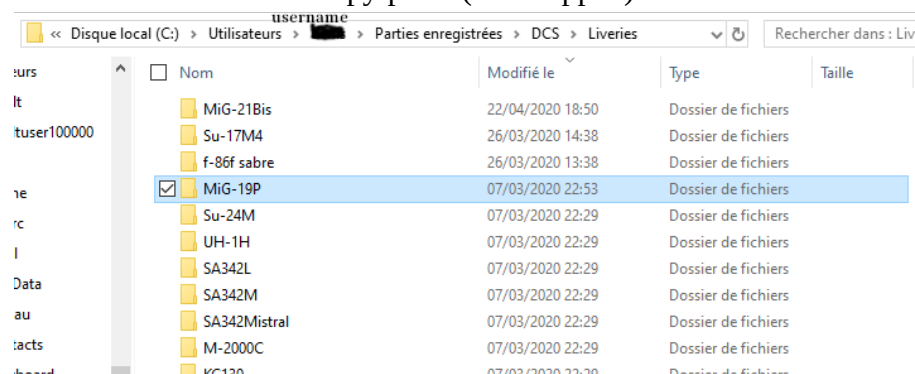 username
« Disque local (C:) > Utilisateurs > > Parties enregistrées > DCS > Liveries
Rechercher dans : Liv
Nom Modifié le Type Taille
MiG-21Bis 22/04/2020 18:50 Dossier de fichiers
Su-17M4 26/03/2020 14:38 Dossier de fichiers
tuser100000
f-86f sabre 26/03/2020 13:38 Dossier de fichiers
MiG-19P 07/03/2020 22:53 Dossier de fichiers
Su-24M 07/03/2020 22:29 Dossier de fichiers
UH-1H 07/03/2020 22:29 Dossier de fichiers
SA342L 07/03/2020 22:29 Dossier de fichiers
Data
SA342M 07/03/2020 22:29 Dossier de fichiers
au
SA342Mistral 07/03/2020 22:29 Dossier de fichiers
tacts
M-2000C 07/03/2020 22:29 Dossier de fichiers